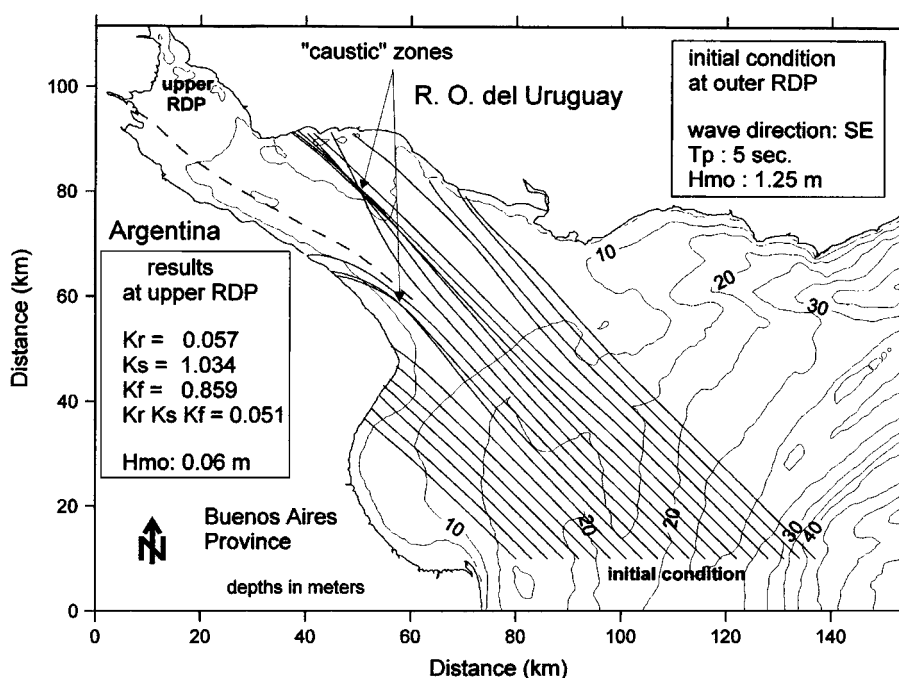 "caustic" zones
upper
RDP
R. O. del Uruguay
initial condition
at outer RDP
wave direction: SE
Tp : 5 sec.
Hmo : 1.25 m
Argentina
results
at upper RDP
Kr = 0.057
Ks = 1.034
Kf = 0.859
Kr Ks Kf = 0.051
Hmo: 0.06 m
10
20
30
10
20
20
30
40
N
Buenos Aires
Province
depths in meters
initial condition
Distance (km)
100
80
60
40
20
0
0
20
40
60
80
100
120
140
Distance (km)